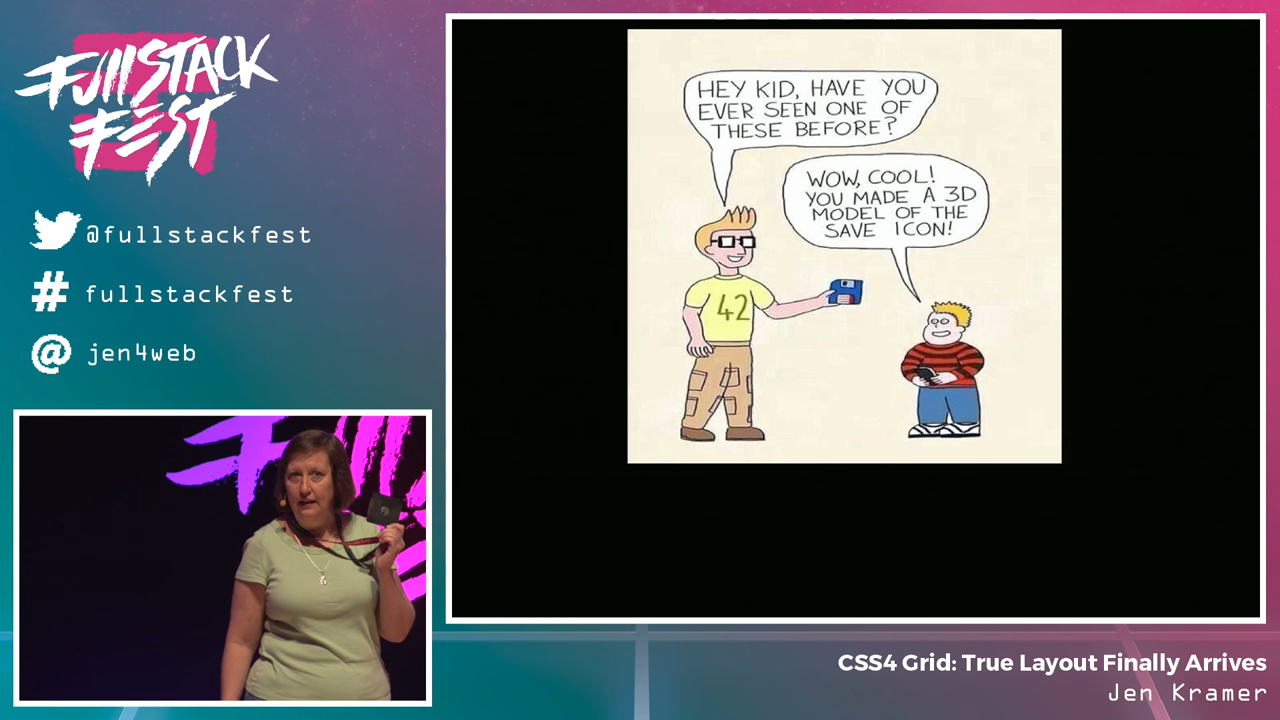 FullStack
Fest
@fullstackfest
# fullstackfest
@ jen4web
HEY KID, HAVE YOU
EVER SEEN ONE OF
THESE BEFORE?
WOW, COOL!
YOU MADE A 3D
MODEL OF THE
SAVE ICON!
42
CSS4 Grid: True Layout Finally Arrives
Jen Kramer